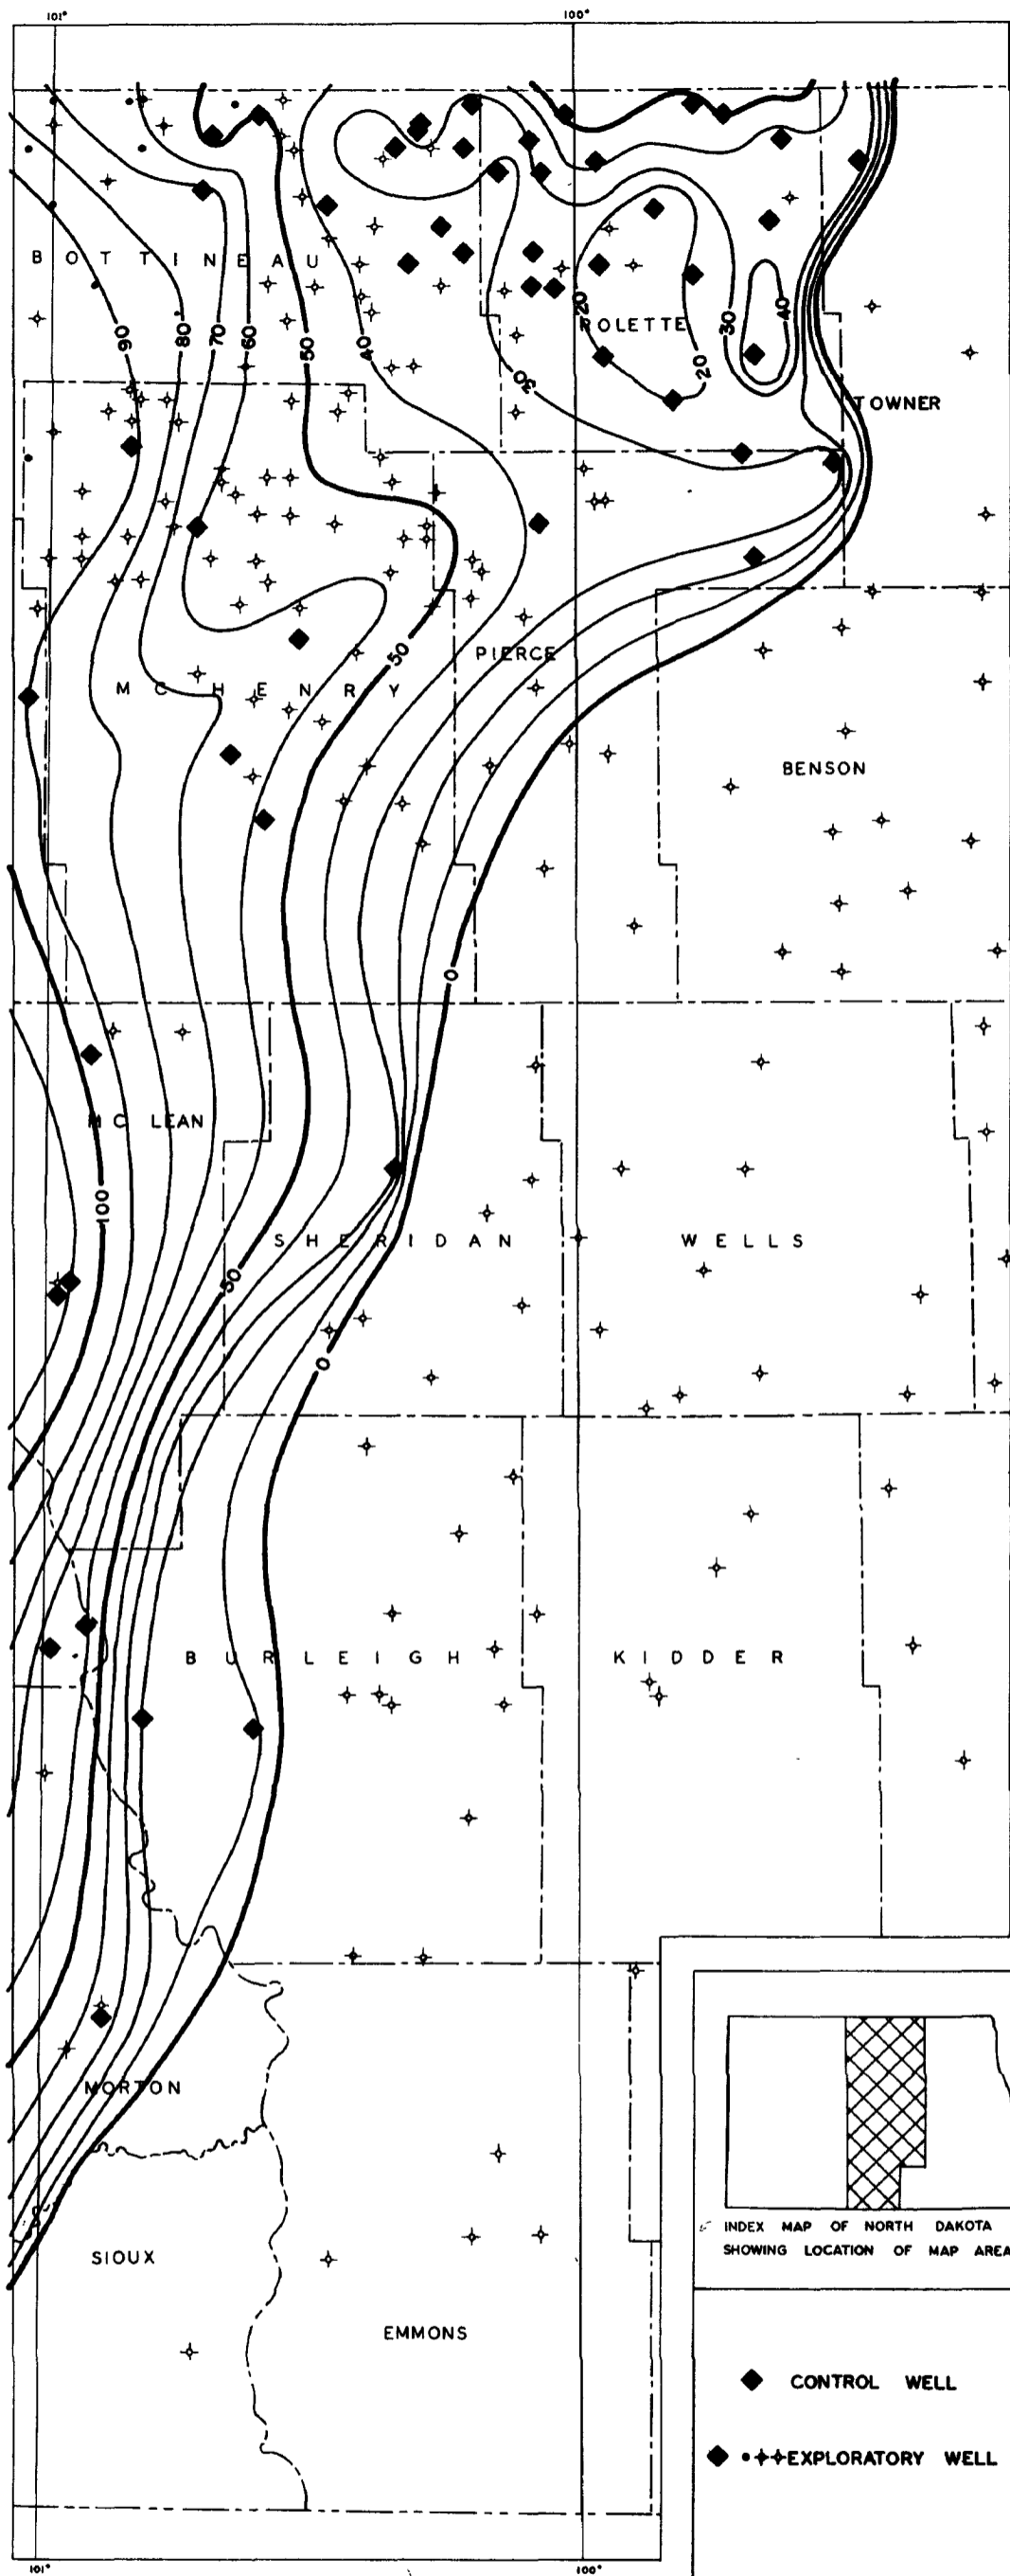 101°
100°
BOTTINEAU
90
80
70
60
50
40
20
ROLETTE
30
40
20
30
TOWNER
50
PIERCE
MCHENRY
BENSON
0
MC LEAN
100
SHERIDAN
WELLS
50
0
BURLEIGH
KIDDER
MORTON
INDEX MAP OF NORTH DAKOTA
SHOWING LOCATION OF MAP AREA
SIOUX
EMMONS
CONTROL WELL
EXPLORATORY WELL
101°
100°